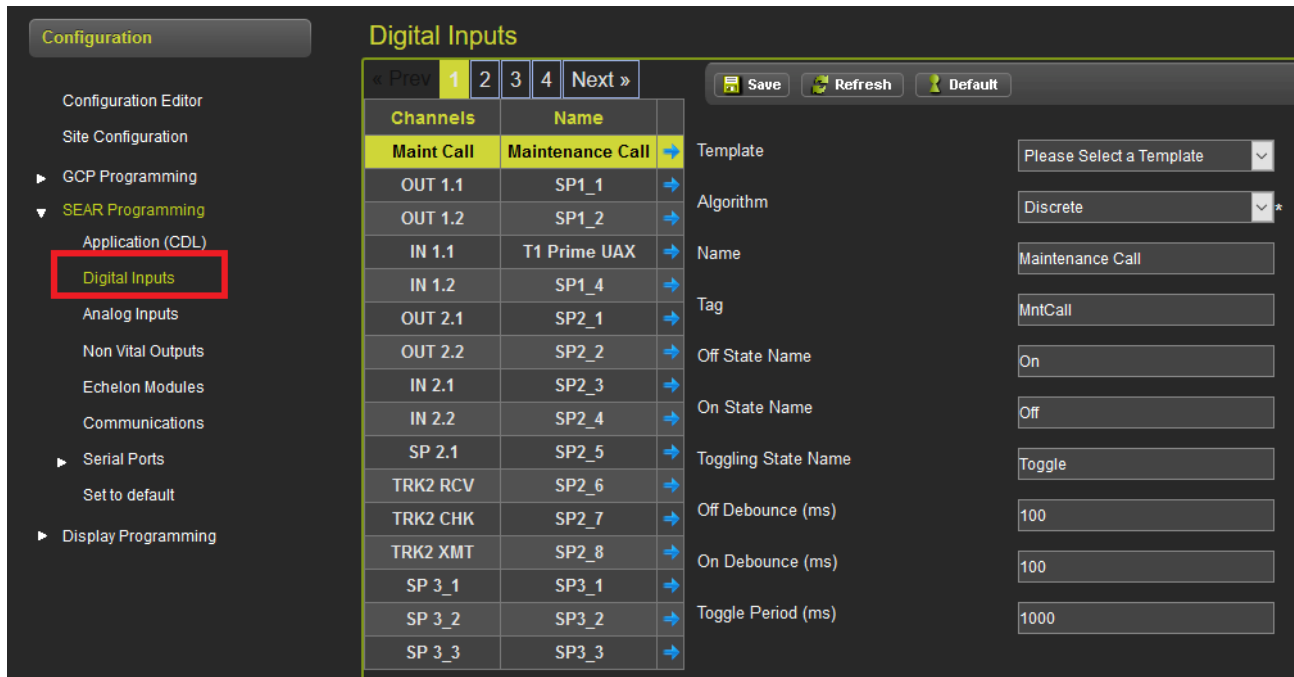 Configuration
Configuration Editor
Site Configuration
GCP Programming
SEAR Programming
Application (CDL)
Digital Inputs
Analog Inputs
Non Vital Outputs
Echelon Modules
Communications
Serial Ports
Set to default
Display Programming
Digital Inputs
« Prev 1 2 3 4 Next »
Channels Name
Maint Call Maintenance Call
OUT 1.1 SP1_1
OUT 1.2 SP1_2
IN 1.1 T1 Prime UAX
IN 1.2 SP1_4
OUT 2.1 SP2_1
OUT 2.2 SP2_2
IN 2.1 SP2_3
IN 2.2 SP2_4
SP 2.1 SP2_5
TRK2 RCV SP2_6
TRK2 CHK SP2_7
TRK2 XMT SP2_8
SP 3_1 SP3_1
SP 3_2 SP3_2
SP 3_3 SP3_3
Save Refresh Default
Template Please Select a Template
Algorithm Discrete *
Name Maintenance Call
Tag MntCall
Off State Name On
On State Name Off
Toggling State Name Toggle
Off Debounce (ms) 100
On Debounce (ms) 100
Toggle Period (ms) 1000